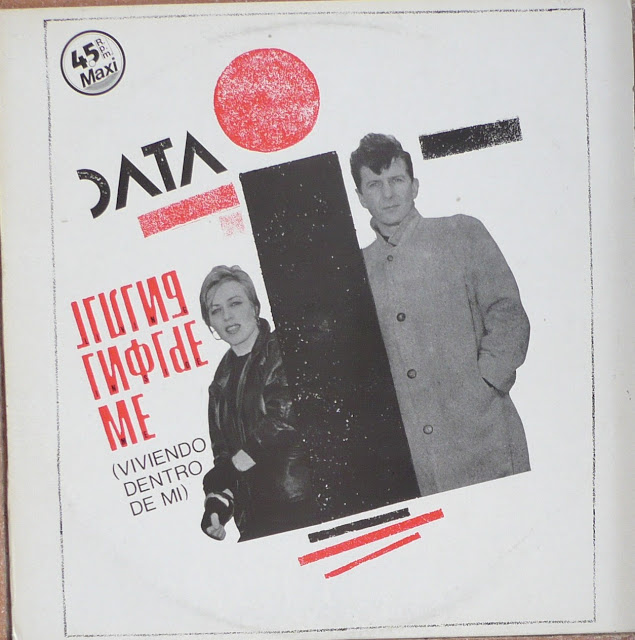 45 R.p.m.
Maxi
DATA
LIVING
INSIDE
ME
(VIVIENDO
DENTRO
DE MI)